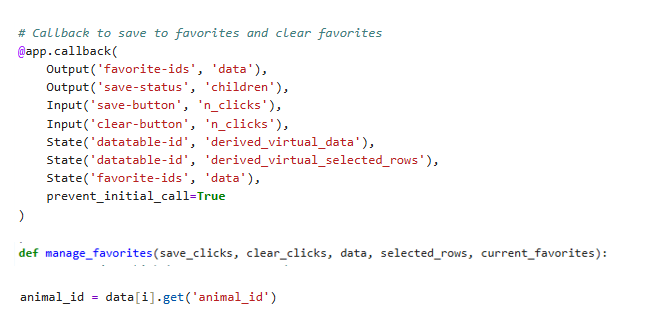 # Callback to save to favorites and clear favorites
@app.callback(
    Output('favorite-ids', 'data'),
    Output('save-status', 'children'),
    Input('save-button', 'n_clicks'),
    Input('clear-button', 'n_clicks'),
    State('datatable-id', 'derived_virtual_data'),
    State('datatable-id', 'derived_virtual_selected_rows'),
    State('favorite-ids', 'data'),
    prevent_initial_call=True
)
def manage_favorites(save_clicks, clear_clicks, data, selected_rows, current_favorites):
animal_id = data[i].get('animal_id')